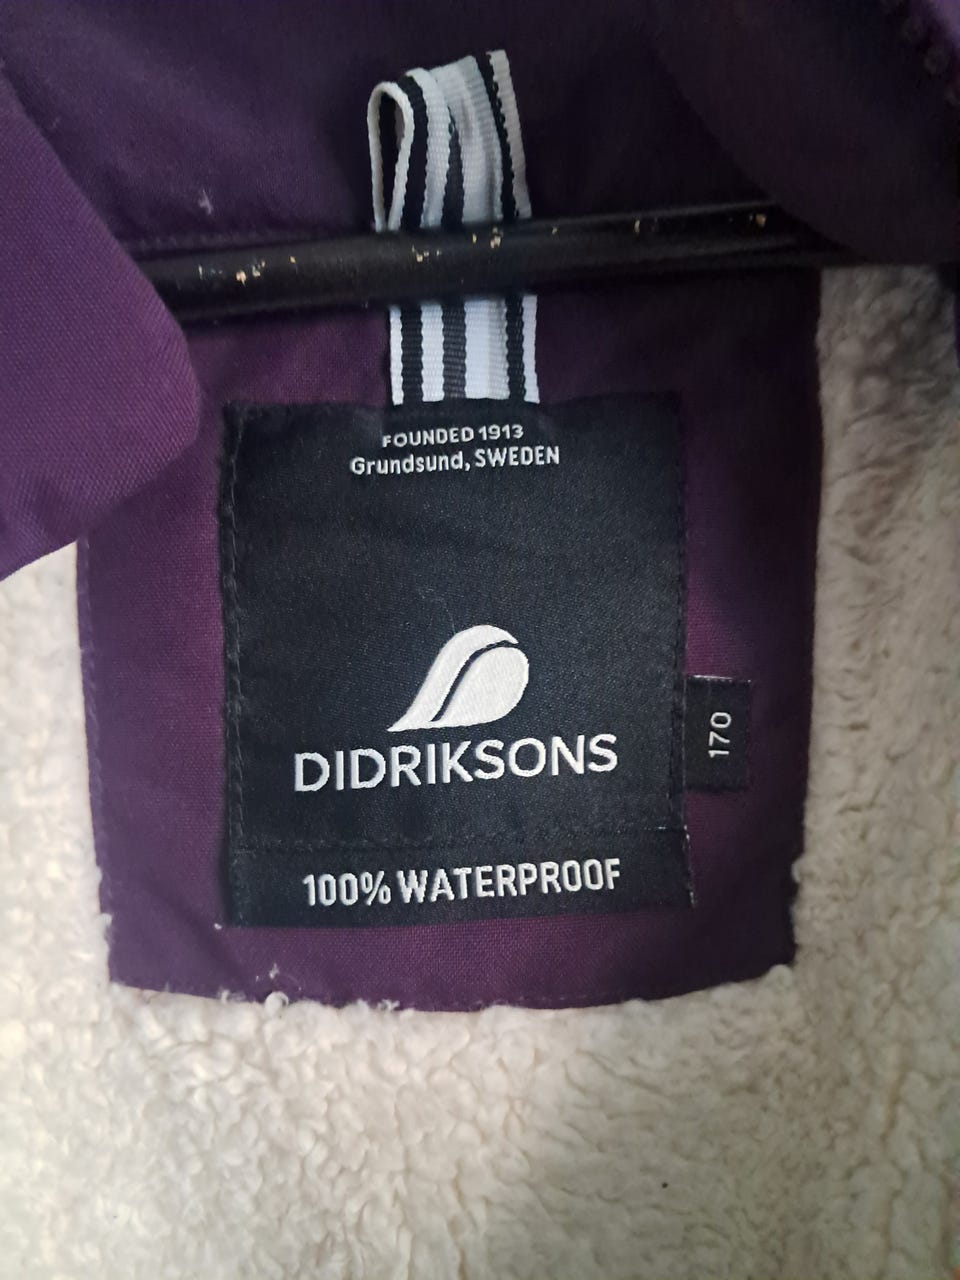 FOUNDED 1913
Grundsund, SWEDEN
DIDRIKSONS
170
100% WATERPROOF